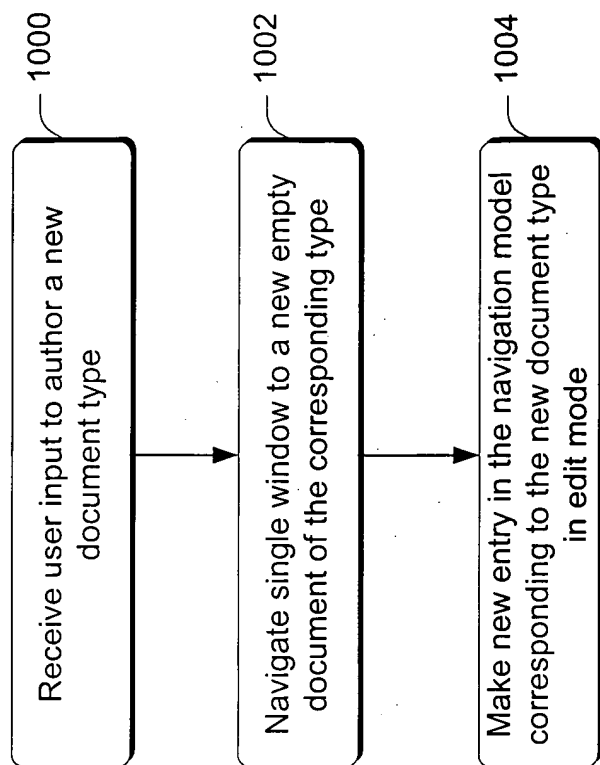 1000
Receive user input to author a new
document type
1002
Navigate single window to a new empty
document of the corresponding type
1004
Make new entry in the navigation model
corresponding to the new document type
in edit mode